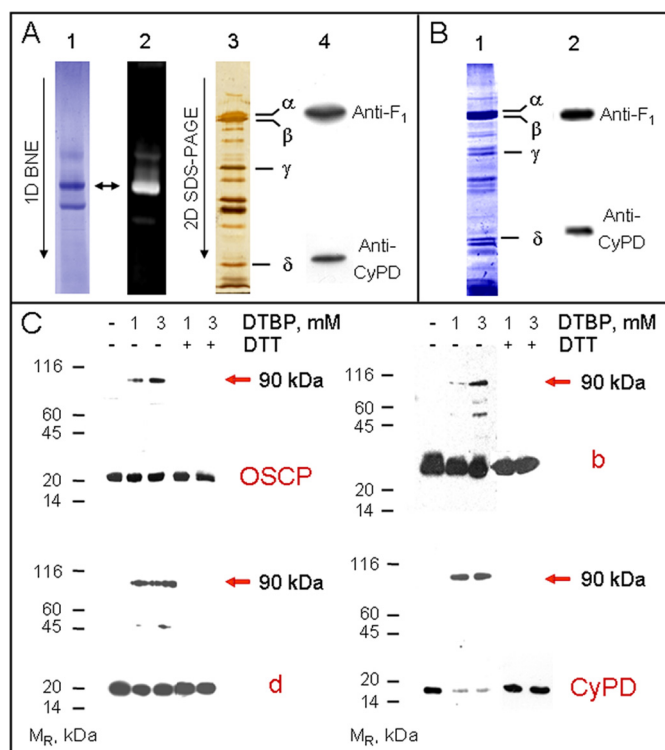 A
1 2 3 4
1D BNE
2D SDS-PAGE
α
β
γ
δ
Anti-F1
Anti-
CyPD
B
1 2
α
β
γ
δ
Anti-F1
Anti-
CyPD
C
- 1 3 1 3 DTBP, mM
- - - + + DTT
116
60
45
20
14
90 kDa
OSCP
- 1 3 1 3 DTBP, mM
- - - + + DTT
116
60
45
20
14
90 kDa
b
116
60
45
20
14
90 kDa
d
MR, kDa
116
60
45
20
14
90 kDa
CyPD
MR, kDa